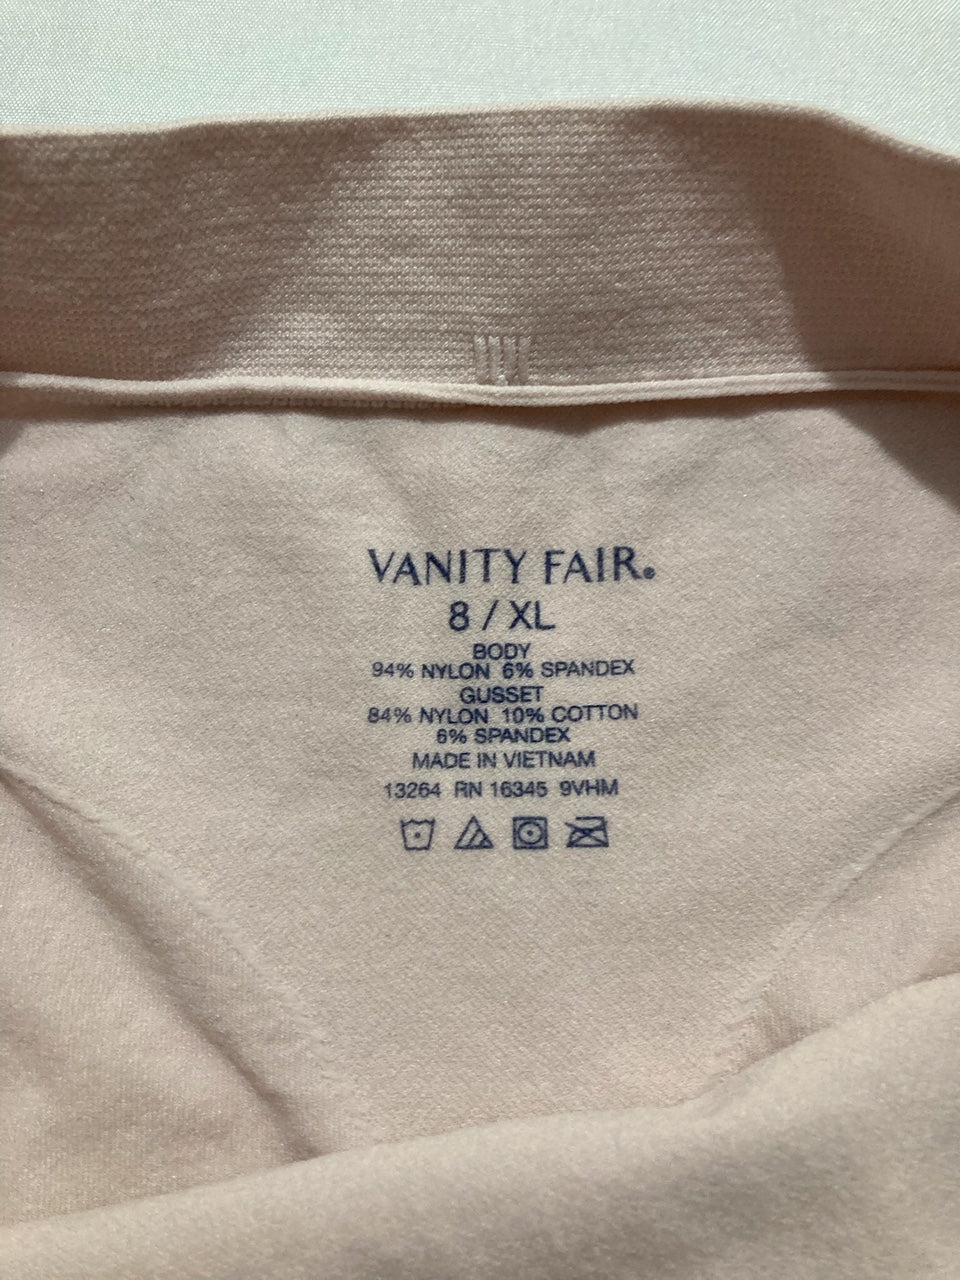 VANITY FAIR®
8 / XL
BODY
94% NYLON 6% SPANDEX
GUSSET
84% NYLON 10% COTTON
6% SPANDEX
MADE IN VIETNAM
13264 RN 16345 9VHM